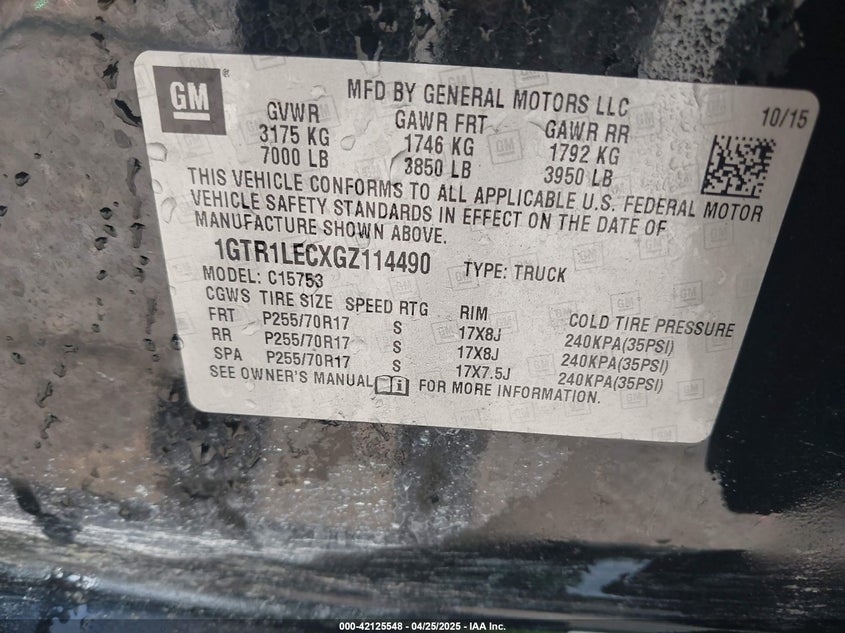 GM
MFD BY GENERAL MOTORS LLC
10/15
GVWR GAWR FRT GAWR RR
3175 KG 1746 KG 1792 KG
7000 LB 3850 LB 3950 LB
THIS VEHICLE CONFORMS TO ALL APPLICABLE U.S. FEDERAL MOTOR
VEHICLE SAFETY STANDARDS IN EFFECT ON THE DATE OF
MANUFACTURE SHOWN ABOVE.
1GTR1LECXGZ114490 TYPE: TRUCK
MODEL: C15753
CGWS TIRE SIZE SPEED RTG RIM COLD TIRE PRESSURE
FRT P255/70R17 S 17X8J 240KPA(35PSI)
RR P255/70R17 S 17X8J 240KPA(35PSI)
SPA P255/70R17 S 17X7.5J 240KPA(35PSI)
SEE OWNER'S MANUAL FOR MORE INFORMATION.
000-42125548 - 04/25/2025 - IAA Inc.